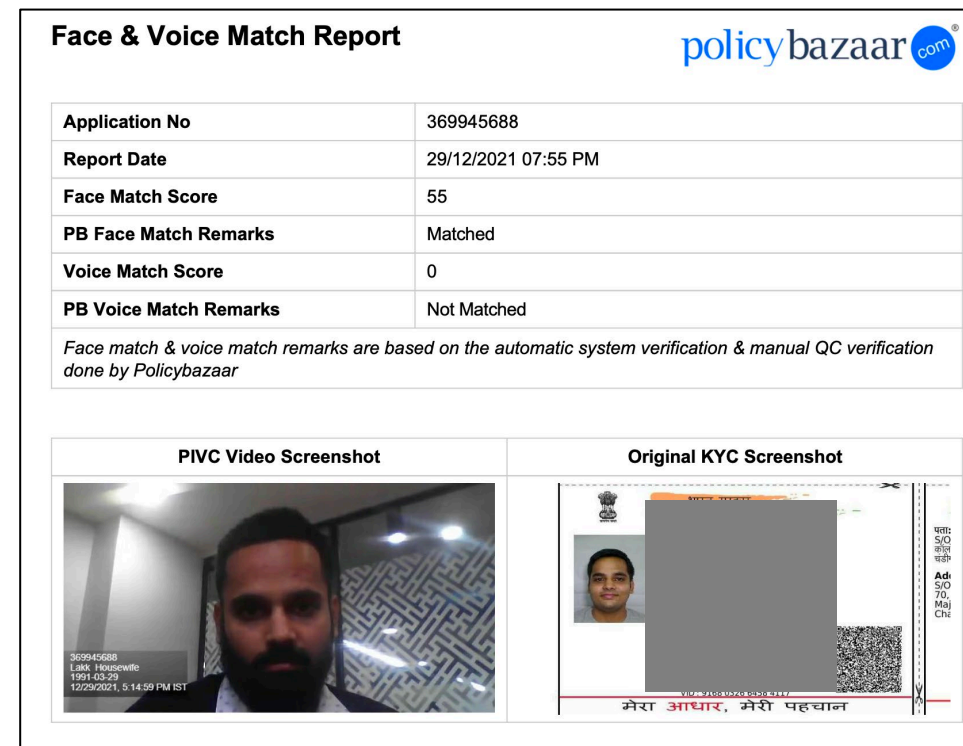 Face & Voice Match Report
policybazaar com®
Application No 369945688
Report Date 29/12/2021 07:55 PM
Face Match Score 55
PB Face Match Remarks Matched
Voice Match Score 0
PB Voice Match Remarks Not Matched
Face match & voice match remarks are based on the automatic system verification & manual QC verification
done by Policybazaar
PIVC Video Screenshot Original KYC Screenshot
369945688
Lakk Housewife
1991-03-29
12/29/2021, 5:14:59 PM IST
पता:
S/O
Add
S/O
70,
Maj
Cha
मेरा आधार, मेरी पहचान